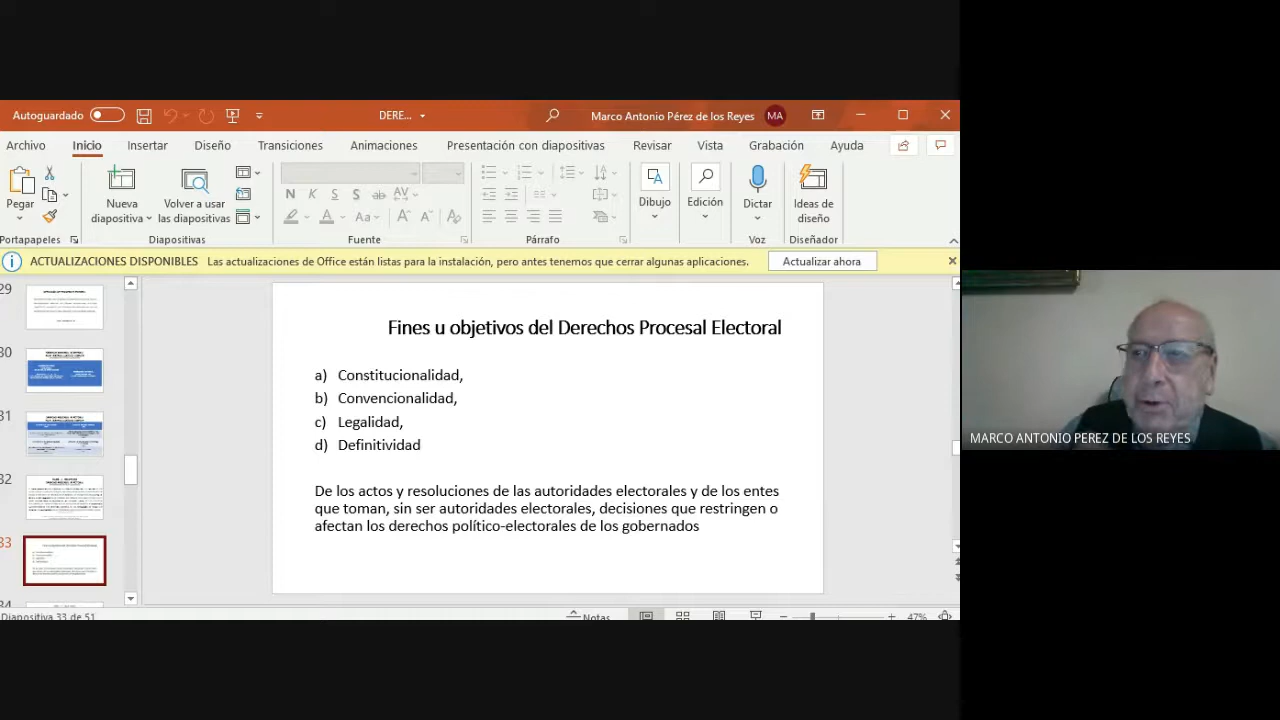 Autoguardado
DERE...
Marco Antonio Pérez de los Reyes
MA
Archivo
Inicio
Insertar
Diseño
Transiciones
Animaciones
Presentación con diapositivas
Revisar
Vista
Grabación
Ayuda
Pegar
Nueva
diapositiva
Volver a usar
las diapositivas
N K S S ab AV
Aa
Dibujo
Edición
Dictar
Ideas de
diseño
Portapapeles
Diapositivas
Fuente
Párrafo
Voz
Diseñador
ACTUALIZACIONES DISPONIBLES Las actualizaciones de Office están listas para la instalación, pero antes tenemos que cerrar algunas aplicaciones.
Actualizar ahora
29
30
31
32
33
34
Fines u objetivos del Derechos Procesal Electoral
a) Constitucionalidad,
b) Convencionalidad,
c) Legalidad,
d) Definitividad
De los actos y resoluciones de las autoridades electorales y de los entes
que toman, sin ser autoridades electorales, decisiones que restringen o
afectan los derechos político-electorales de los gobernados
MARCO ANTONIO PEREZ DE LOS REYES
Diapositiva 33 de 51
Notas
47%